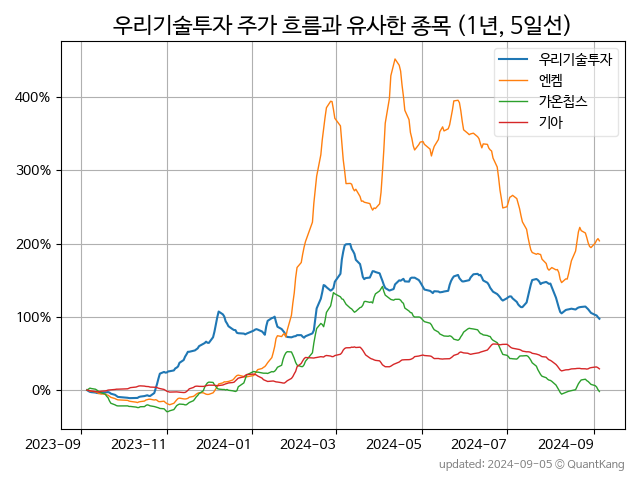 우리기술투자 주가 흐름과 유사한 종목 (1년, 5일선)
우리기술투자
엔켐
가온칩스
기아
400%
300%
200%
100%
0%
2023-09 2023-11 2024-01 2024-03 2024-05 2024-07 2024-09
updated: 2024-09-05 © QuantKang